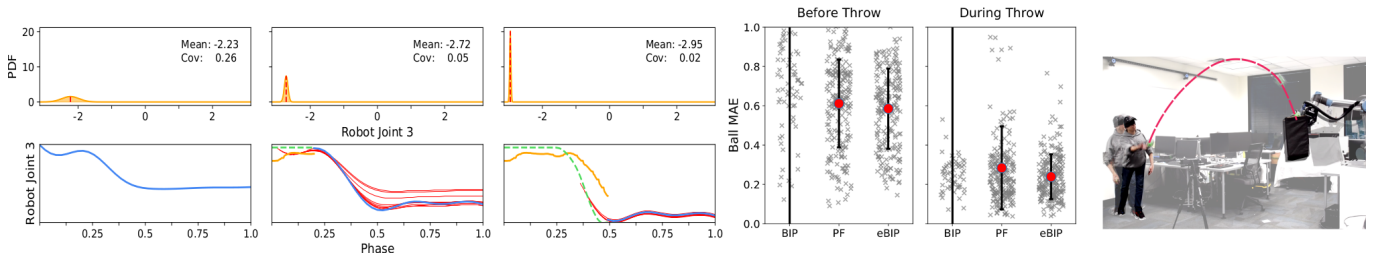 PDF
20
10
0
Mean: -2.23
Cov: 0.26
-2
0
2
Mean: -2.72
Cov: 0.05
-2
0
2
Robot Joint 3
Mean: -2.95
Cov: 0.02
-2
0
2
Robot Joint 3
0.25
0.5
0.75
1.0
0.25
0.5
0.75
1.0
Phase
0.25
0.5
0.75
1.0
Before Throw
During Throw
Ball MAE
1.0
0.8
0.6
0.4
0.2
0.0
BIP
PF
eBIP
BIP
PF
eBIP